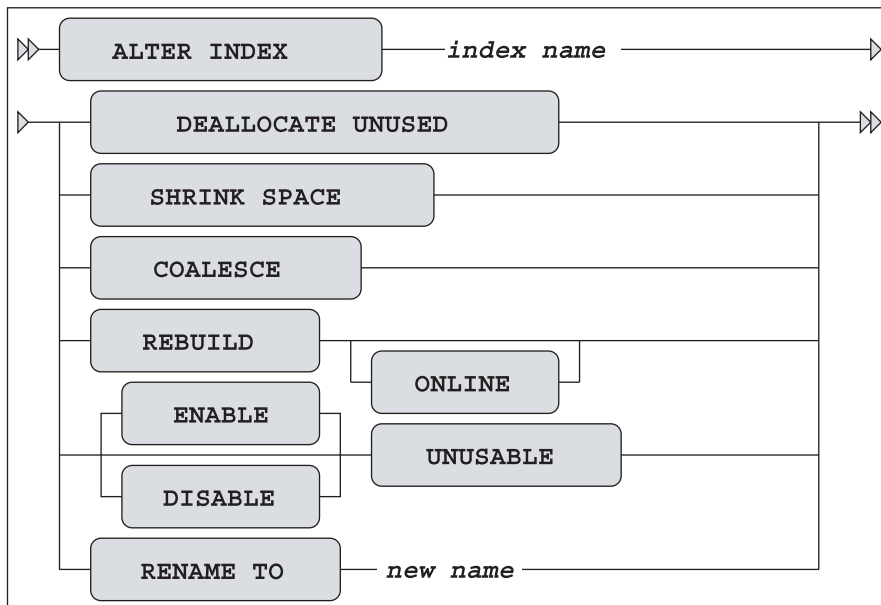 ALTER INDEX index name
DEALLOCATE UNUSED
SHRINK SPACE
COALESCE
REBUILD
ONLINE
ENABLE
UNUSABLE
DISABLE
RENAME TO new name